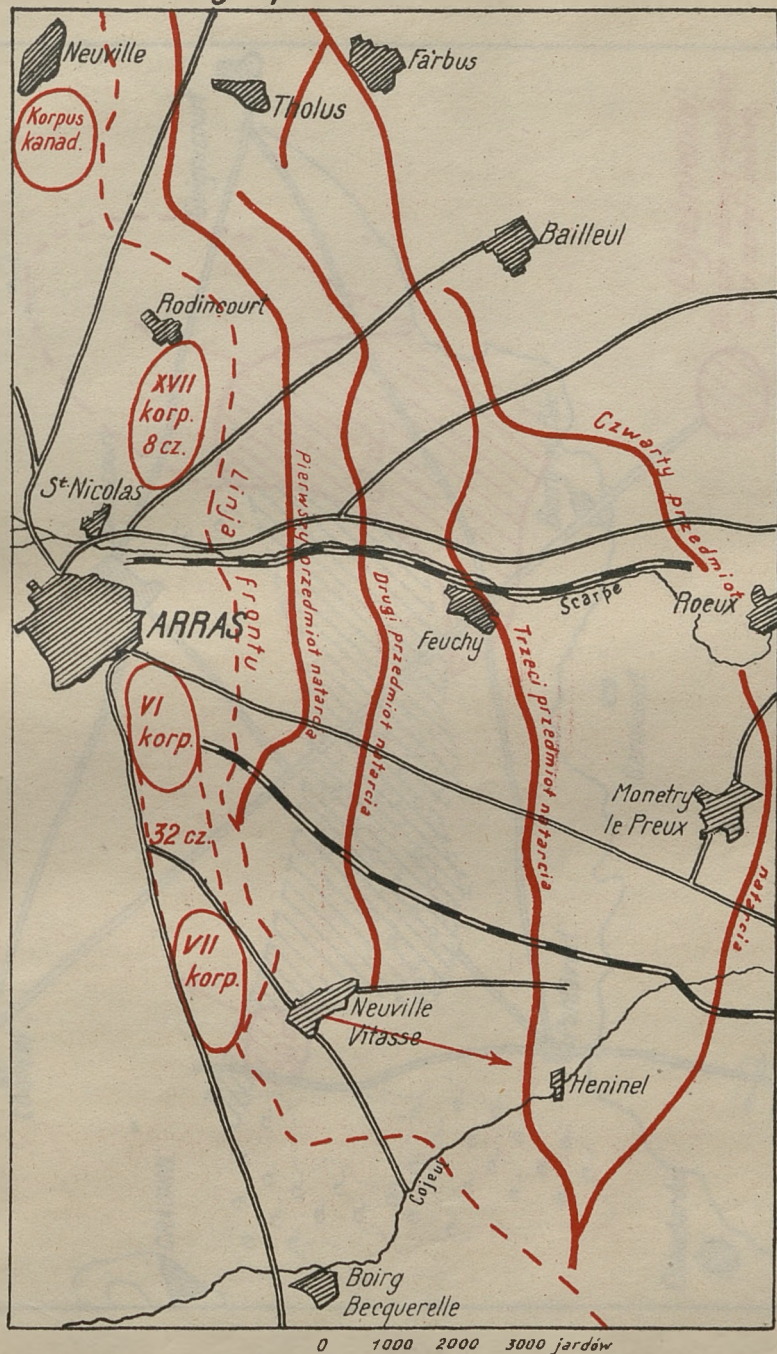 Neuville
Farbus
Tholus
Korpus
kanad.
Bailleul
Rodincourt
XVII
korp.
8 cz.
Czwarty przedmiot
St. Nicolas
Linja frontu
Pierwszy przedmiot natarcia
Drugi przedmiot natarcia
Scarpe
Roeux
ARRAS
Feuchy
Trzeci przedmiot natarcia
VI
korp.
Monetry
le Preux
32 cz.
natarcia
VII
korp.
Neuville
Vitasse
Heninel
Cojeul
Boirg
Becquerelle
0 1000 2000 3000 jardów